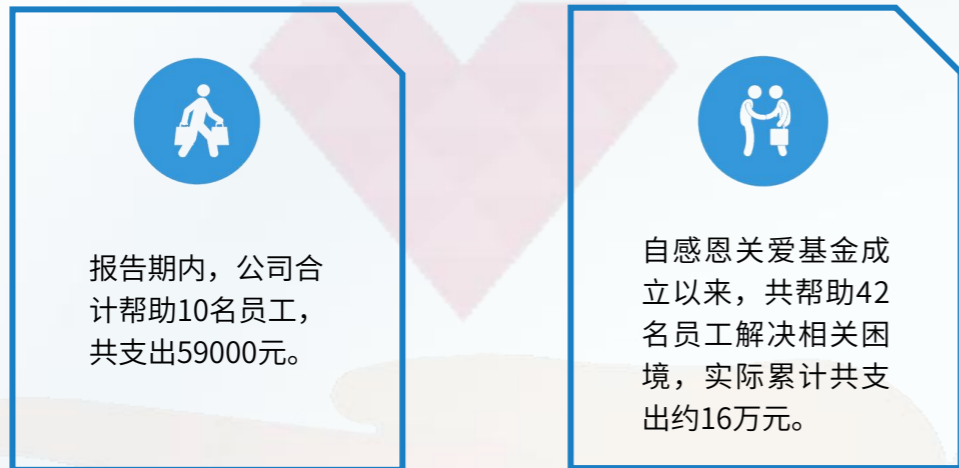 报告期内，公司合
计帮助10名员工，
共支出59000元。
自感恩关爱基金成
立以来，共帮助42
名员工解决相关困
境，实际累计共支
出约16万元。